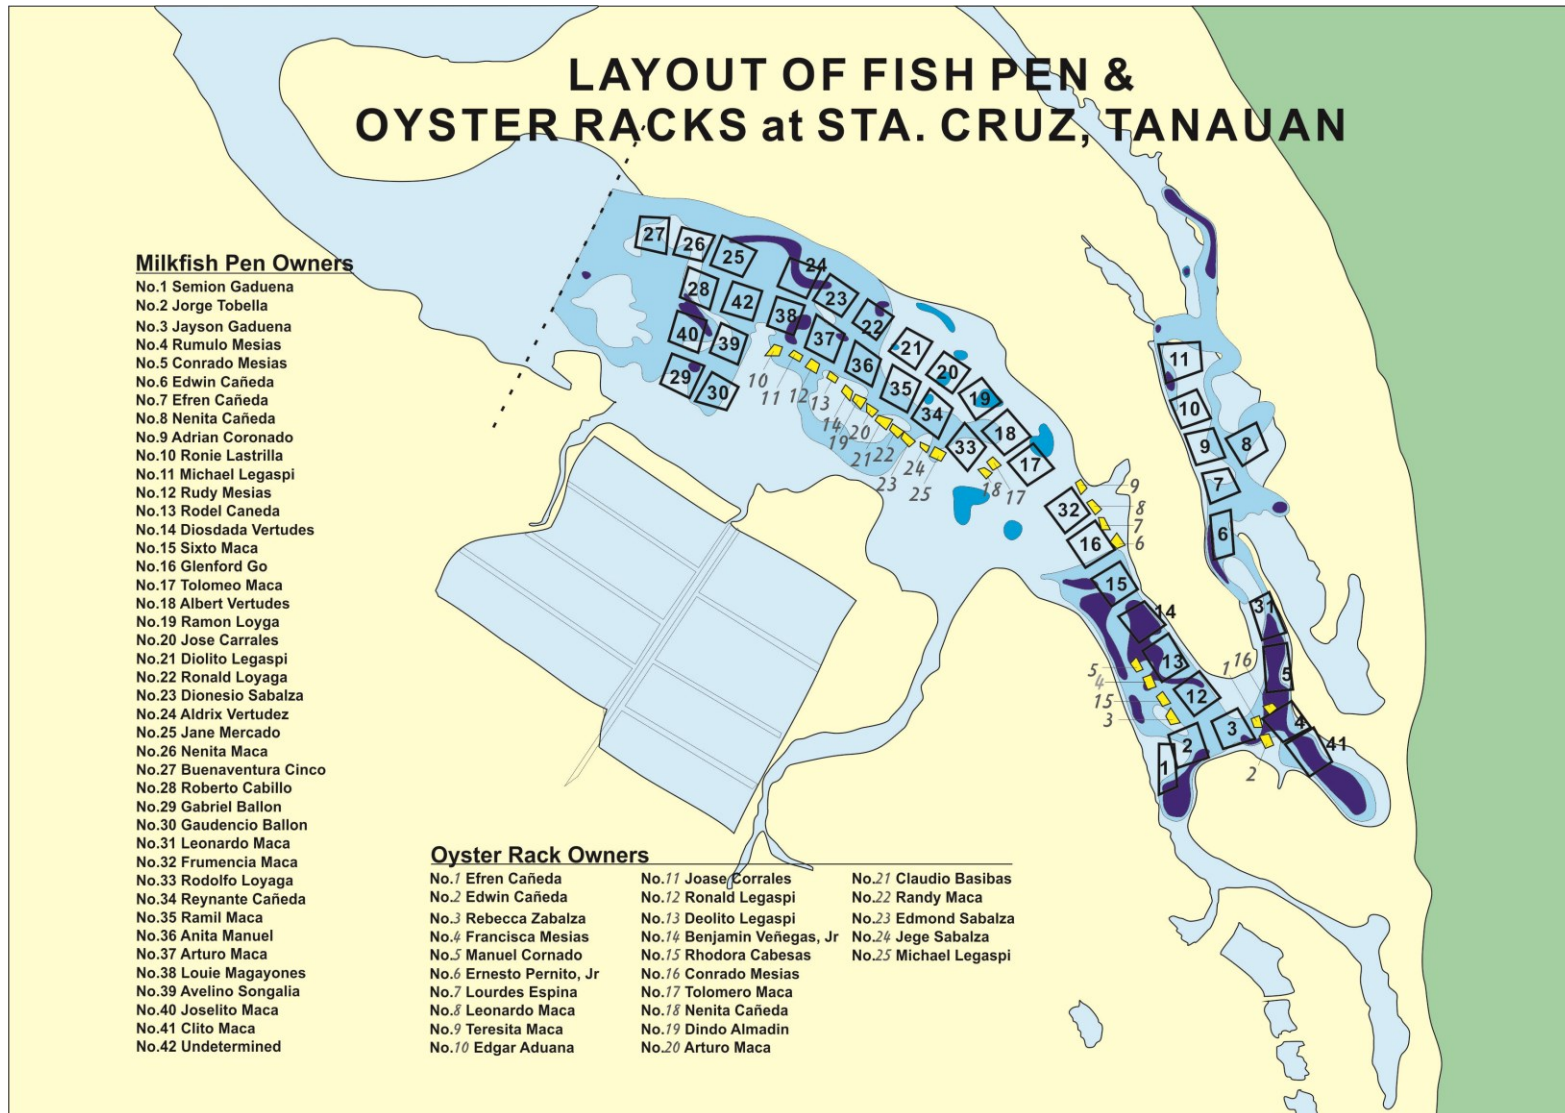 LAYOUT OF FISH PEN &
OYSTER RACKS at STA. CRUZ, TANAUAN
Milkfish Pen Owners
No.1 Semion Gaduena
No.2 Jorge Tobella
No.3 Jayson Gaduena
No.4 Rumulo Mesias
No.5 Conrado Mesias
No.6 Edwin Cañeda
No.7 Efren Cañeda
No.8 Nenita Cañeda
No.9 Adrian Coronado
No.10 Ronie Lastrilla
No.11 Michael Legaspi
No.12 Rudy Mesias
No.13 Rodel Caneda
No.14 Diosdada Vertudes
No.15 Sixto Maca
No.16 Glenford Go
No.17 Tolomeo Maca
No.18 Albert Vertudes
No.19 Ramon Loyga
No.20 Jose Carrales
No.21 Diolito Legaspi
No.22 Ronald Loyaga
No.23 Dionesio Sabalza
No.24 Aldrix Vertudez
No.25 Jane Mercado
No.26 Nenita Maca
No.27 Buenaventura Cinco
No.28 Roberto Cabillo
No.29 Gabriel Ballon
No.30 Gaudencio Ballon
No.31 Leonardo Maca
No.32 Frumencia Maca
No.33 Rodolfo Loyaga
No.34 Reynante Cañeda
No.35 Ramil Maca
No.36 Anita Manuel
No.37 Arturo Maca
No.38 Louie Magayones
No.39 Avelino Songalia
No.40 Joselito Maca
No.41 Clito Maca
No.42 Undetermined
Oyster Rack Owners
No.1 Efren Cañeda
No.2 Edwin Cañeda
No.3 Rebecca Zabalza
No.4 Francisca Mesias
No.5 Manuel Cornado
No.6 Ernesto Pernito, Jr
No.7 Lourdes Espina
No.8 Leonardo Maca
No.9 Teresita Maca
No.10 Edgar Aduana
No.11 Joase Corrales
No.12 Ronald Legaspi
No.13 Deolito Legaspi
No.14 Benjamin Veñegas, Jr
No.15 Rhodora Cabesas
No.16 Conrado Mesias
No.17 Tolomero Maca
No.18 Nenita Cañeda
No.19 Dindo Almadin
No.20 Arturo Maca
No.21 Claudio Basibas
No.22 Randy Maca
No.23 Edmond Sabalza
No.24 Jege Sabalza
No.25 Michael Legaspi
27
26
25
24
23
22
28
42
38
37
36
40
39
29
30
21
20
19
35
34
33
18
17
32
16
15
14
13
12
11
10
9
8
7
6
31
5
4
41
3
2
1
10
11
12
13
14
19
20
21
22
23
24
25
18
17
9
8
7
6
5
4
15
3
1
16
2